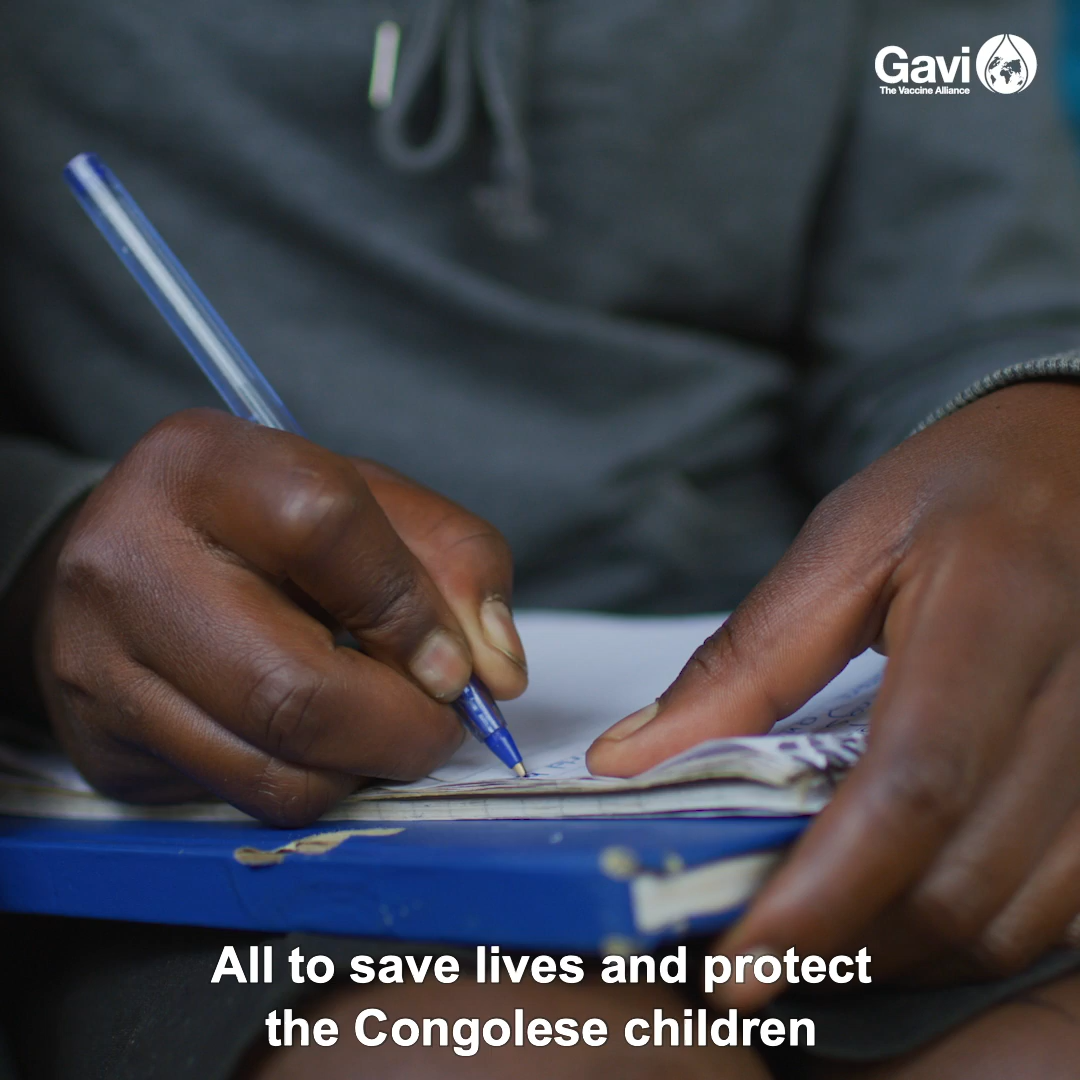 Gavi
The Vaccine Alliance
All to save lives and protect
the Congolese children